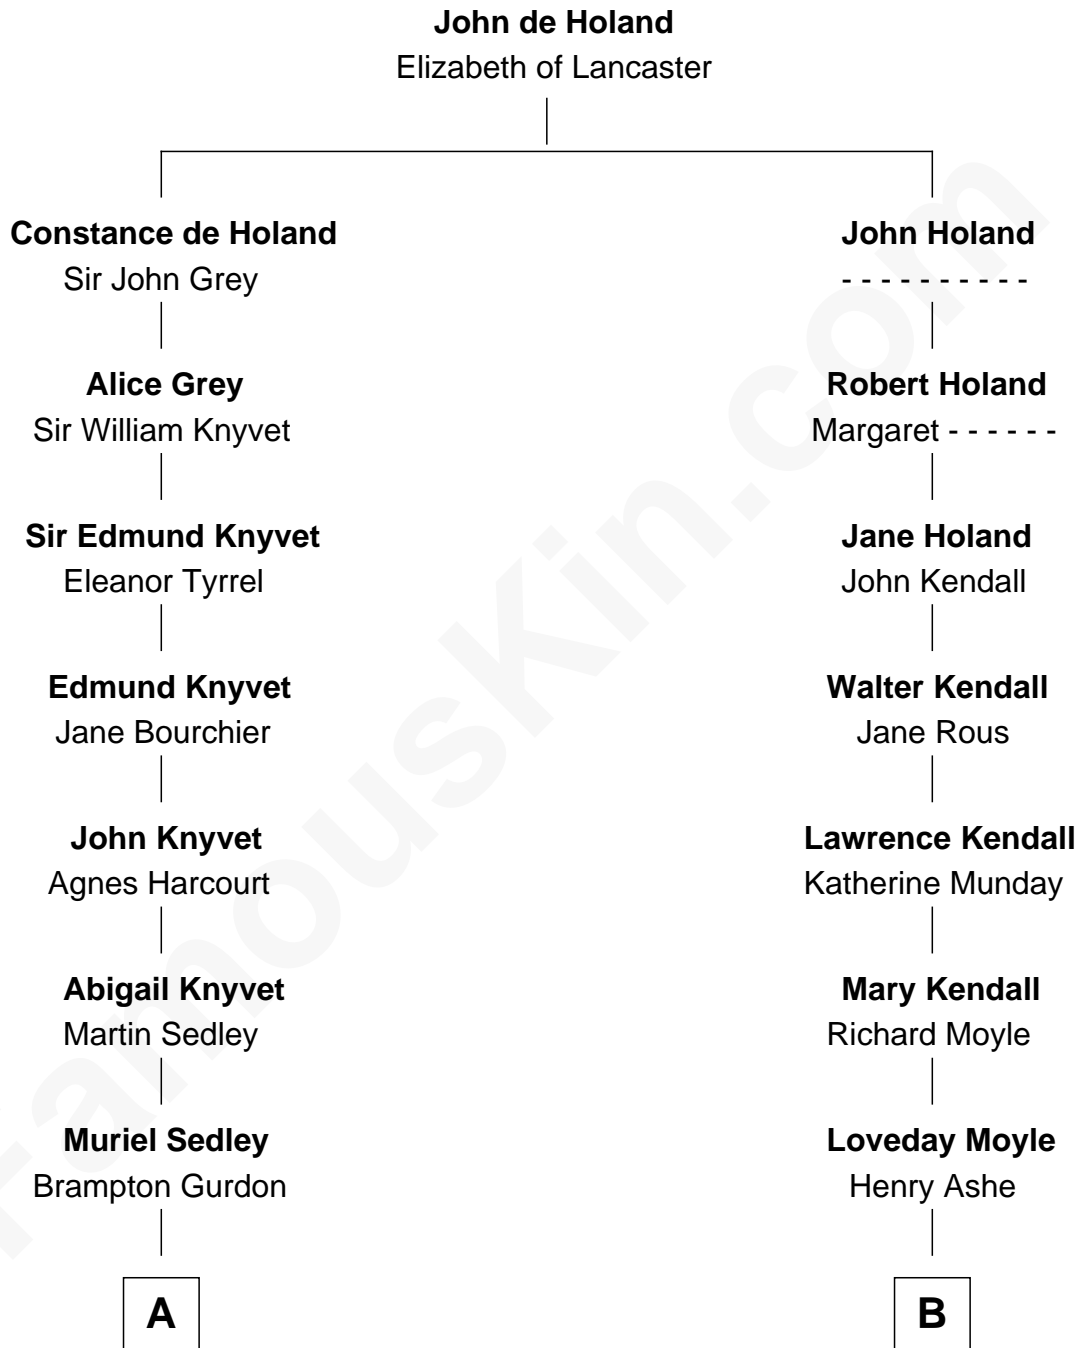 John de Holand
Elizabeth of Lancaster
Constance de Holand
Sir John Grey
John Holand
- - - - - - - - - -
Alice Grey
Sir William Knyvet
Robert Holand
Margaret - - - - - -
Sir Edmund Knyvet
Eleanor Tyrrel
Jane Holand
John Kendall
Edmund Knyvet
Jane Bourchier
Walter Kendall
Jane Rous
John Knyvet
Agnes Harcourt
Lawrence Kendall
Katherine Munday
Abigail Knyvet
Martin Sedley
Mary Kendall
Richard Moyle
Muriel Sedley
Brampton Gurdon
Loveday Moyle
Henry Ashe
A
B
FamousKin.com